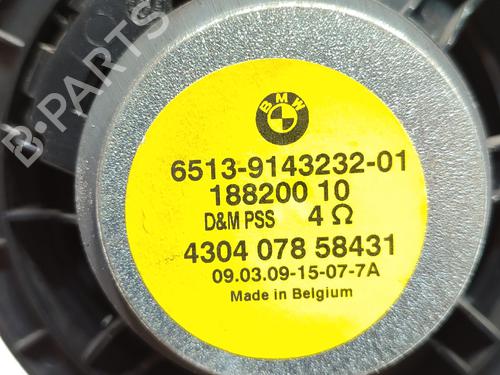 B-PARTS
BMW
6513-9143232-01
188200 10
D&M PSS 4 Ω
4304 078 58431
09.03.09-15-07-7A
Made in Belgium